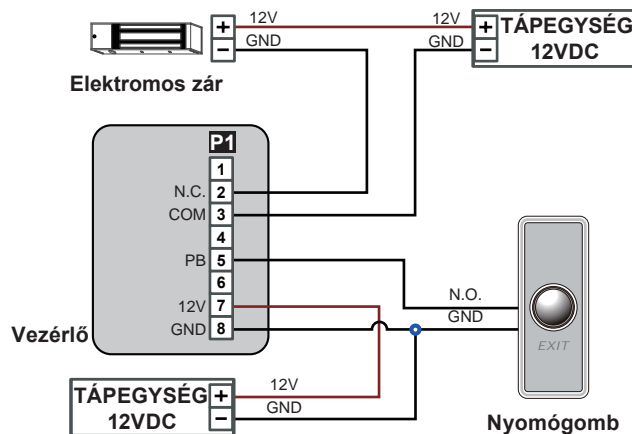 12V
GND
+
−
12V
+
−
TÁPEGYSÉG
12VDC
Elektromos zár
P1
1
N.C. 2
COM 3
4
PB 5
6
12V 7
GND 8
Vezérlő
N.O.
GND
EXIT
Nyomógomb
TÁPEGYSÉG
12VDC
+
−
12V
GND
GND